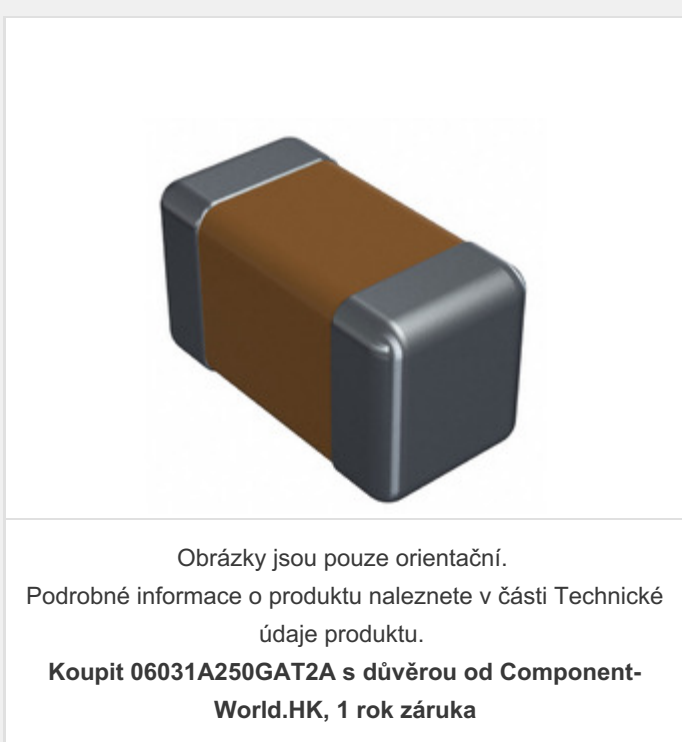 Obrázky jsou pouze orientační.
Podrobné informace o produktu naleznete v části Technické
údaje produktu.
Koupit 06031A250GAT2A s důvěrou od Component-
World.HK, 1 rok záruka